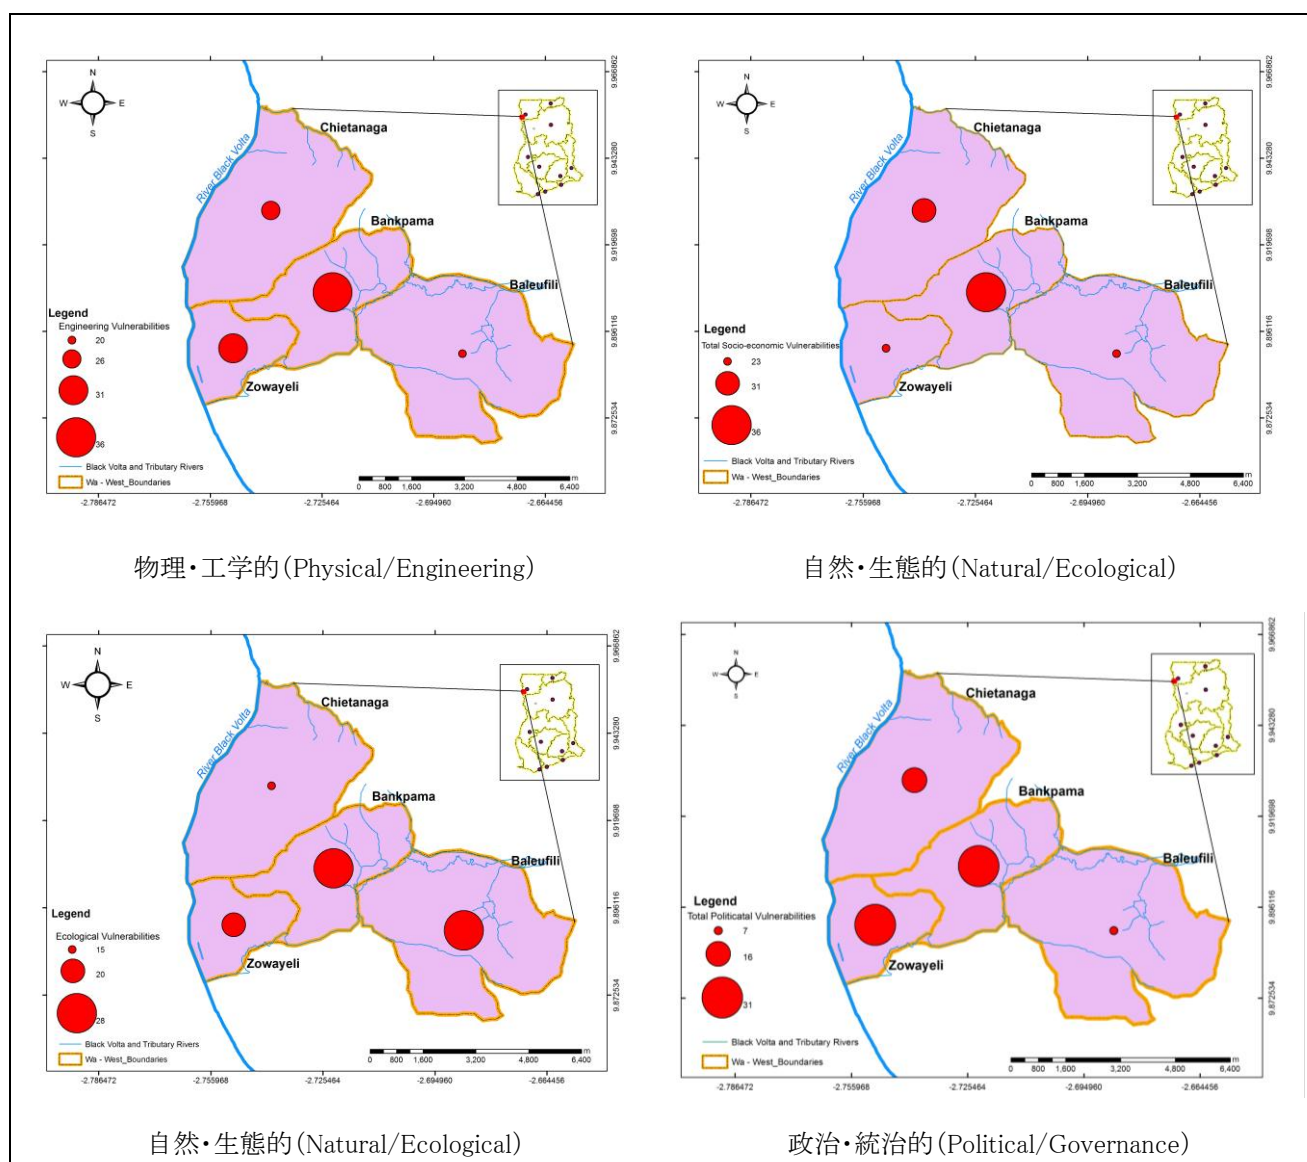 N
W
E
S
River Black Volta
Chietanaga
Bankpama
Baleufili
Zowayeli
Legend
Engineering Vulnerabilities
20
26
31
36
Black Volta and Tributary Rivers
Wa - West_Boundaries
0 800 1,600 3,200 4,800 6,400
m
9.966862
9.943280
9.919698
9.896116
9.872534
-2.786472 -2.755968 -2.725464 -2.694960 -2.664456
物理・工学的(Physical/Engineering)
N
W
E
S
River Black Volta
Chietanaga
Bankpama
Baleufili
Zowayeli
Legend
Total Socio-economic Vulnerabilities
23
31
36
Black Volta and Tributary Rivers
Wa - West_Boundaries
0 800 1,600 3,200 4,800 6,400
m
9.966862
9.943280
9.919698
9.896116
9.872534
-2.786472 -2.755968 -2.725464 -2.694960 -2.664456
自然・生態的(Natural/Ecological)
N
W
E
S
River Black Volta
Chietanaga
Bankpama
Baleufili
Zowayeli
Legend
Ecological Vulnerabilities
15
20
28
Black Volta and Tributary Rivers
Wa - West_Boundaries
0 800 1,600 3,200 4,800 6,400
m
9.966862
9.943280
9.919698
9.896116
9.872534
-2.786472 -2.755968 -2.725464 -2.694960 -2.664456
自然・生態的(Natural/Ecological)
N
W
E
S
River Black Volta
Chietanaga
Bankpama
Baleufili
Zowayeli
Legend
Total Politicatal Vulnerabilities
7
16
31
Black Volta and Tributary Rivers
Wa - West_Boundaries
0 800 1,600 3,200 4,800 6,400
m
9.966862
9.943280
9.919698
9.896116
9.872534
-2.786472 -2.755968 -2.725464 -2.694960 -2.664456
政治・統治的(Political/Governance)